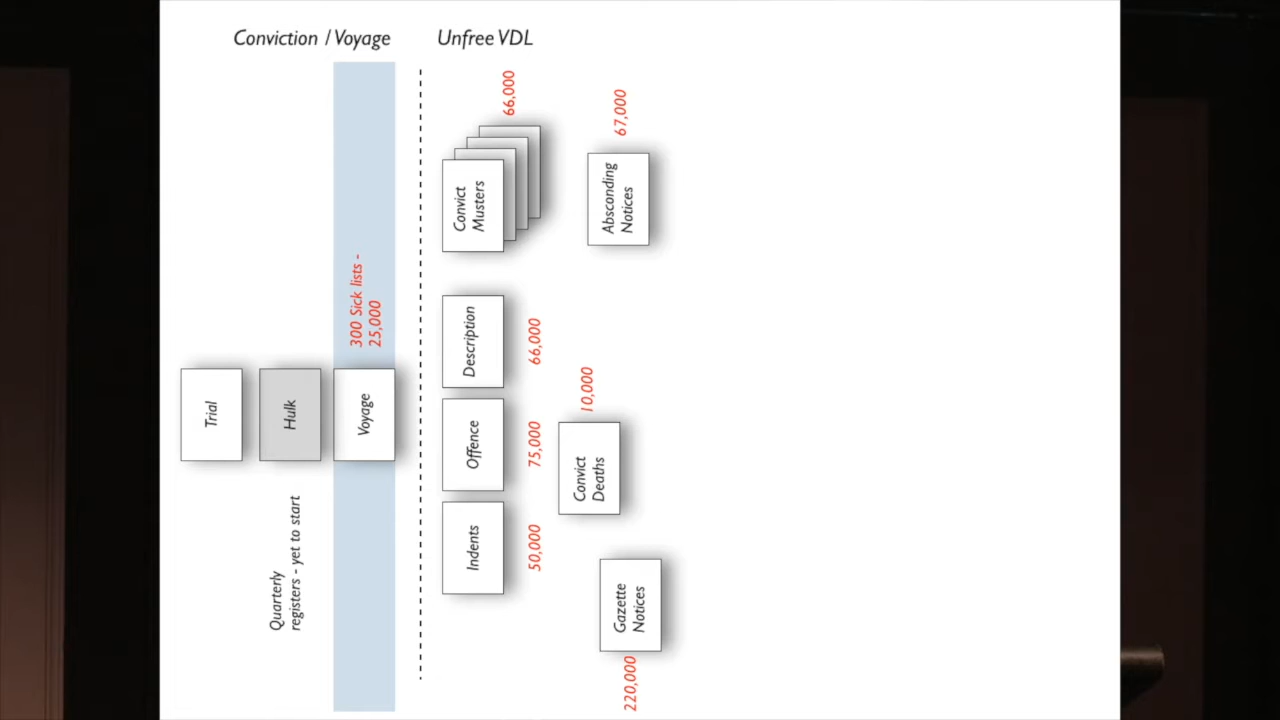 Conviction / Voyage
Unfree VDL
Trial
Hulk
Quarterly
registers - yet to start
Voyage
300 Sick lists -
25,000
Convict
Musters
66,000
Description
66,000
Offence
75,000
Indents
50,000
Absconding
Notices
67,000
Convict
Deaths
10,000
Gazette
Notices
220,000